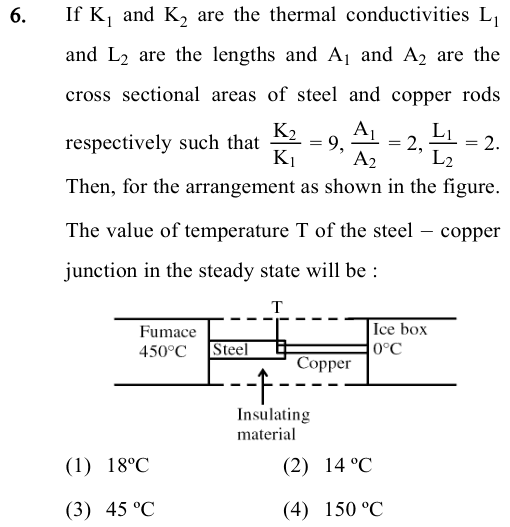 6. If K₁ and K₂ are the thermal conductivities L₁
and L₂ are the lengths and A₁ and A₂ are the
cross sectional areas of steel and copper rods
respectively such that K₂/K₁ = 9, A₁/A₂ = 2, L₁/L₂ = 2.
Then, for the arrangement as shown in the figure.
The value of temperature T of the steel – copper
junction in the steady state will be :
T
Fumace
450°C
Steel
Copper
Ice box
0°C
Insulating
material
(1) 18°C (2) 14 °C
(3) 45 °C (4) 150 °C